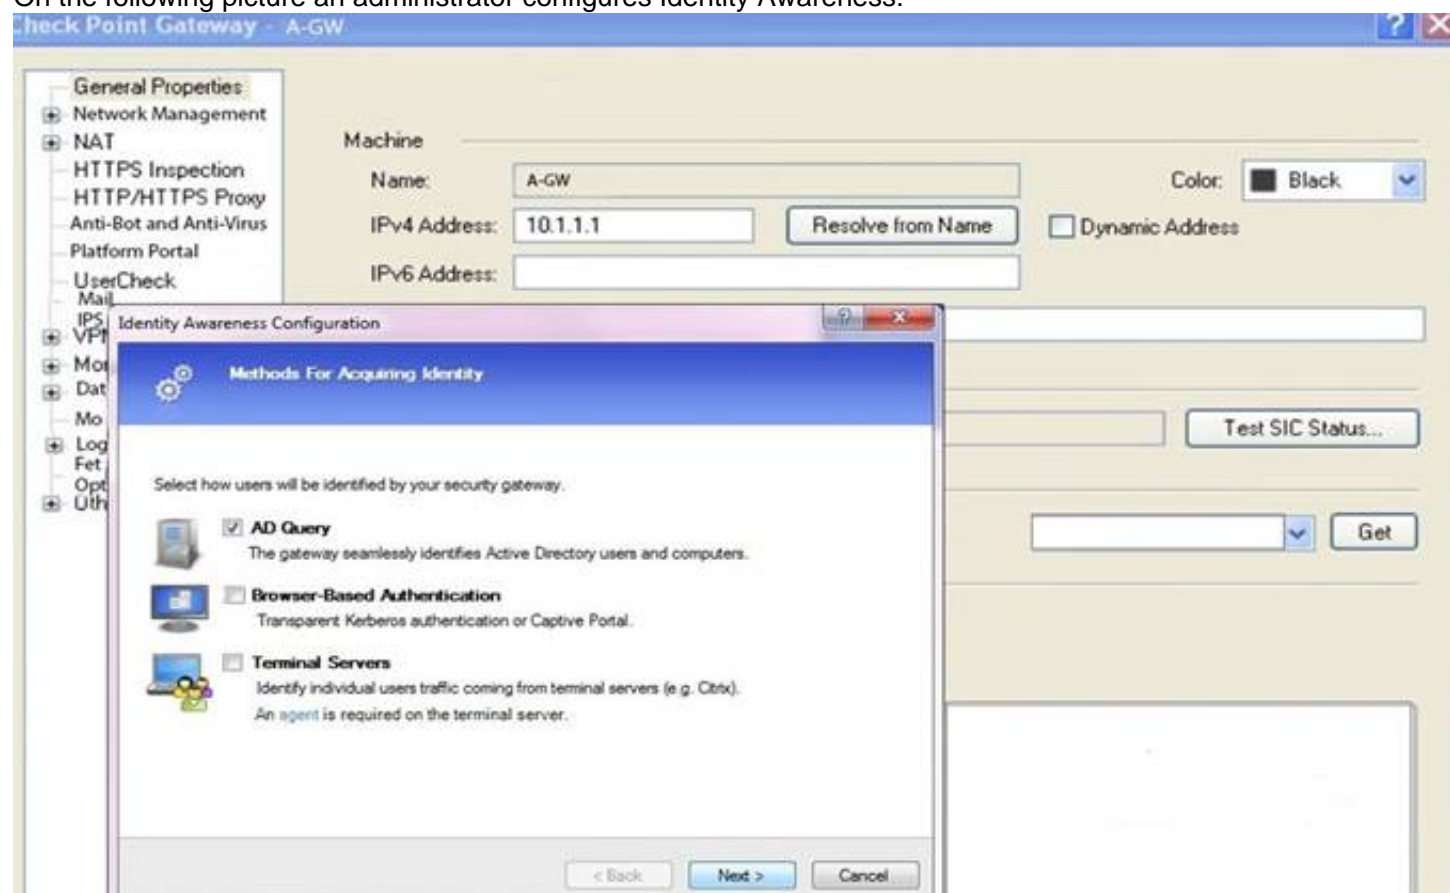 On the following picture an administrator configures Identity Awareness:
Check Point Gateway - A-GW
General Properties
Network Management
NAT
HTTPS Inspection
HTTP/HTTPS Proxy
Anti-Bot and Anti-Virus
Platform Portal
UserCheck
Mail
IPS
VPN
Mo
Dat
Mo
Log
Fet
Opt
Oth
Machine
Name: A-GW Color: Black
IPv4 Address: 10.1.1.1 Resolve from Name Dynamic Address
IPv6 Address:
Test SIC Status...
Get
Identity Awareness Configuration
Methods For Acquiring Identity
Select how users will be identified by your security gateway.
AD Query
The gateway seamlessly identifies Active Directory users and computers.
Browser-Based Authentication
Transparent Kerberos authentication or Captive Portal.
Terminal Servers
Identify individual users traffic coming from terminal servers (e.g. Citrix).
An agent is required on the terminal server.
< Back Next > Cancel